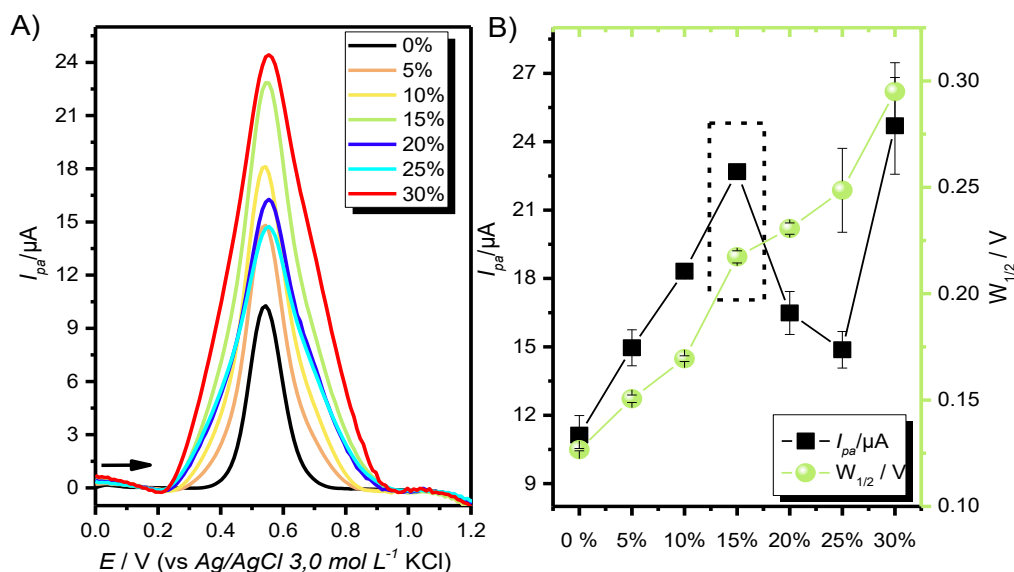 A)
24
21
18
15
12
9
6
3
0
I_pa/µA
0%
5%
10%
15%
20%
25%
30%
0.0 0.2 0.4 0.6 0.8 1.0 1.2
E / V (vs Ag/AgCl 3,0 mol L⁻¹ KCl)
B)
27
24
21
18
15
12
9
I_pa/µA
I_pa/µA
W_1/2 / V
0 % 5% 10% 15% 20% 25% 30%
0.30
0.25
0.20
0.15
0.10
W_1/2 / V